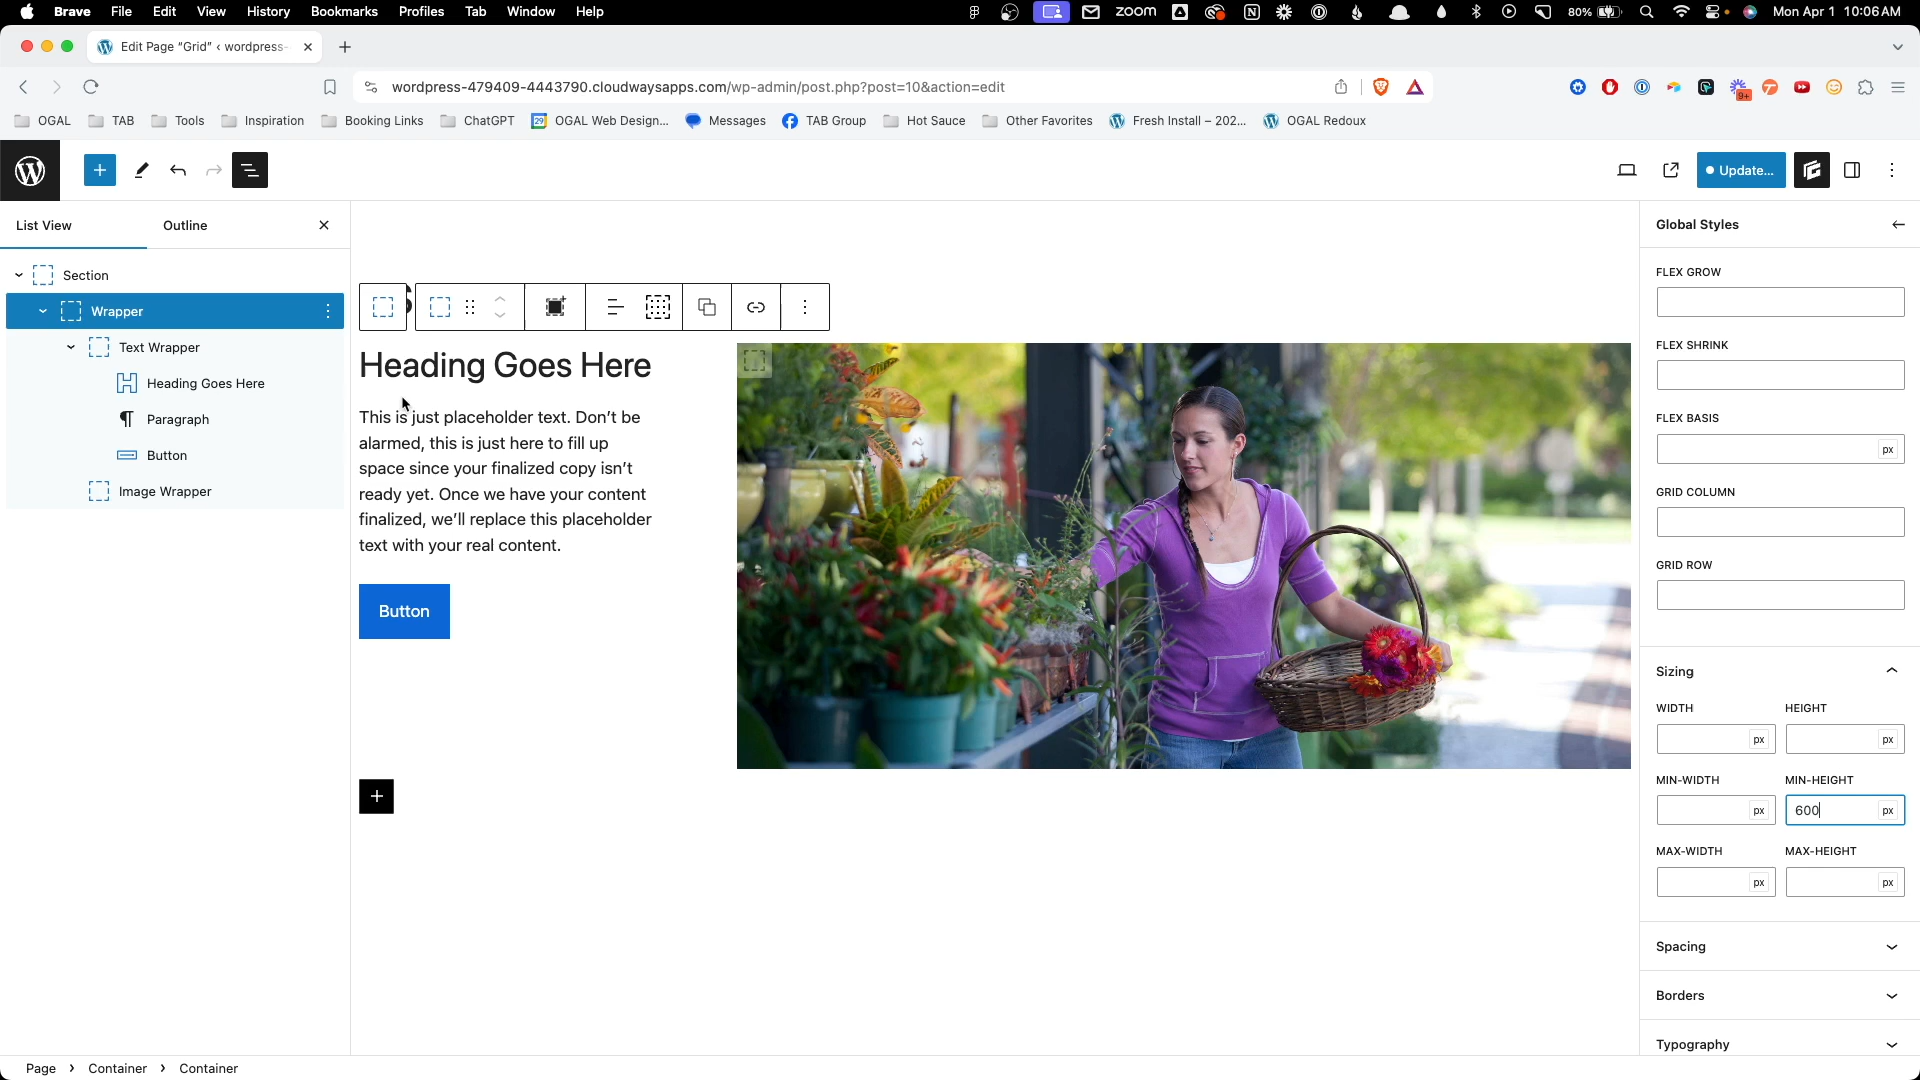 Brave File Edit View History Bookmarks Profiles Tab Window Help zoom 80% Mon Apr 1 10:06 AM
Edit Page "Grid" ‹ wordpress-
wordpress-479409-4443790.cloudwaysapps.com/wp-admin/post.php?post=10&action=edit 9+
OGAL TAB Tools Inspiration Booking Links ChatGPT 29 OGAL Web Design... Messages TAB Group Hot Sauce Other Favorites Fresh Install – 202... OGAL Redoux
Update...
List View Outline
Global Styles
Section
Wrapper
Text Wrapper
Heading Goes Here
Paragraph
Button
Image Wrapper
Heading Goes Here
This is just placeholder text. Don't be
alarmed, this is just here to fill up
space since your finalized copy isn't
ready yet. Once we have your content
finalized, we'll replace this placeholder
text with your real content.
Button
FLEX GROW
FLEX SHRINK
FLEX BASIS
px
GRID COLUMN
GRID ROW
Sizing
WIDTH HEIGHT
px px
MIN-WIDTH MIN-HEIGHT
px 600 px
MAX-WIDTH MAX-HEIGHT
px px
Spacing
Borders
Typography
Page › Container › Container